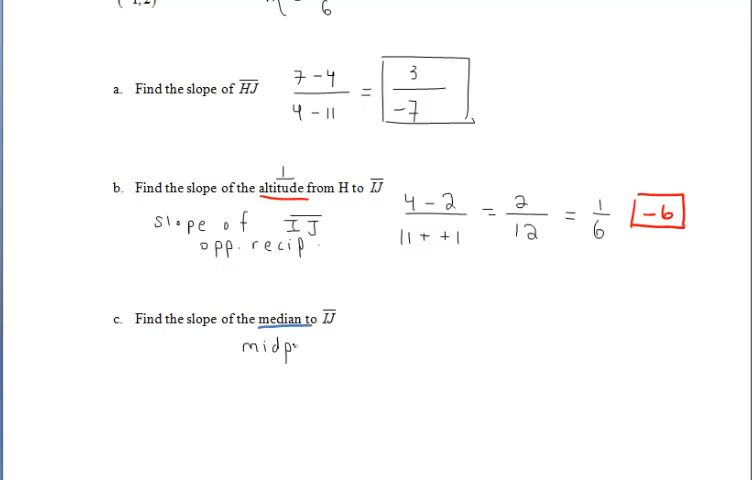 6
a. Find the slope of HJ 7 - 4 / 4 - 11 = 3 / -7
b. Find the slope of the altitude from H to IJ 4 - 2 / 11 + +1 = 2 / 12 = 1 / 6 -6
slope of IJ
opp. recip.
c. Find the slope of the median to IJ
midp